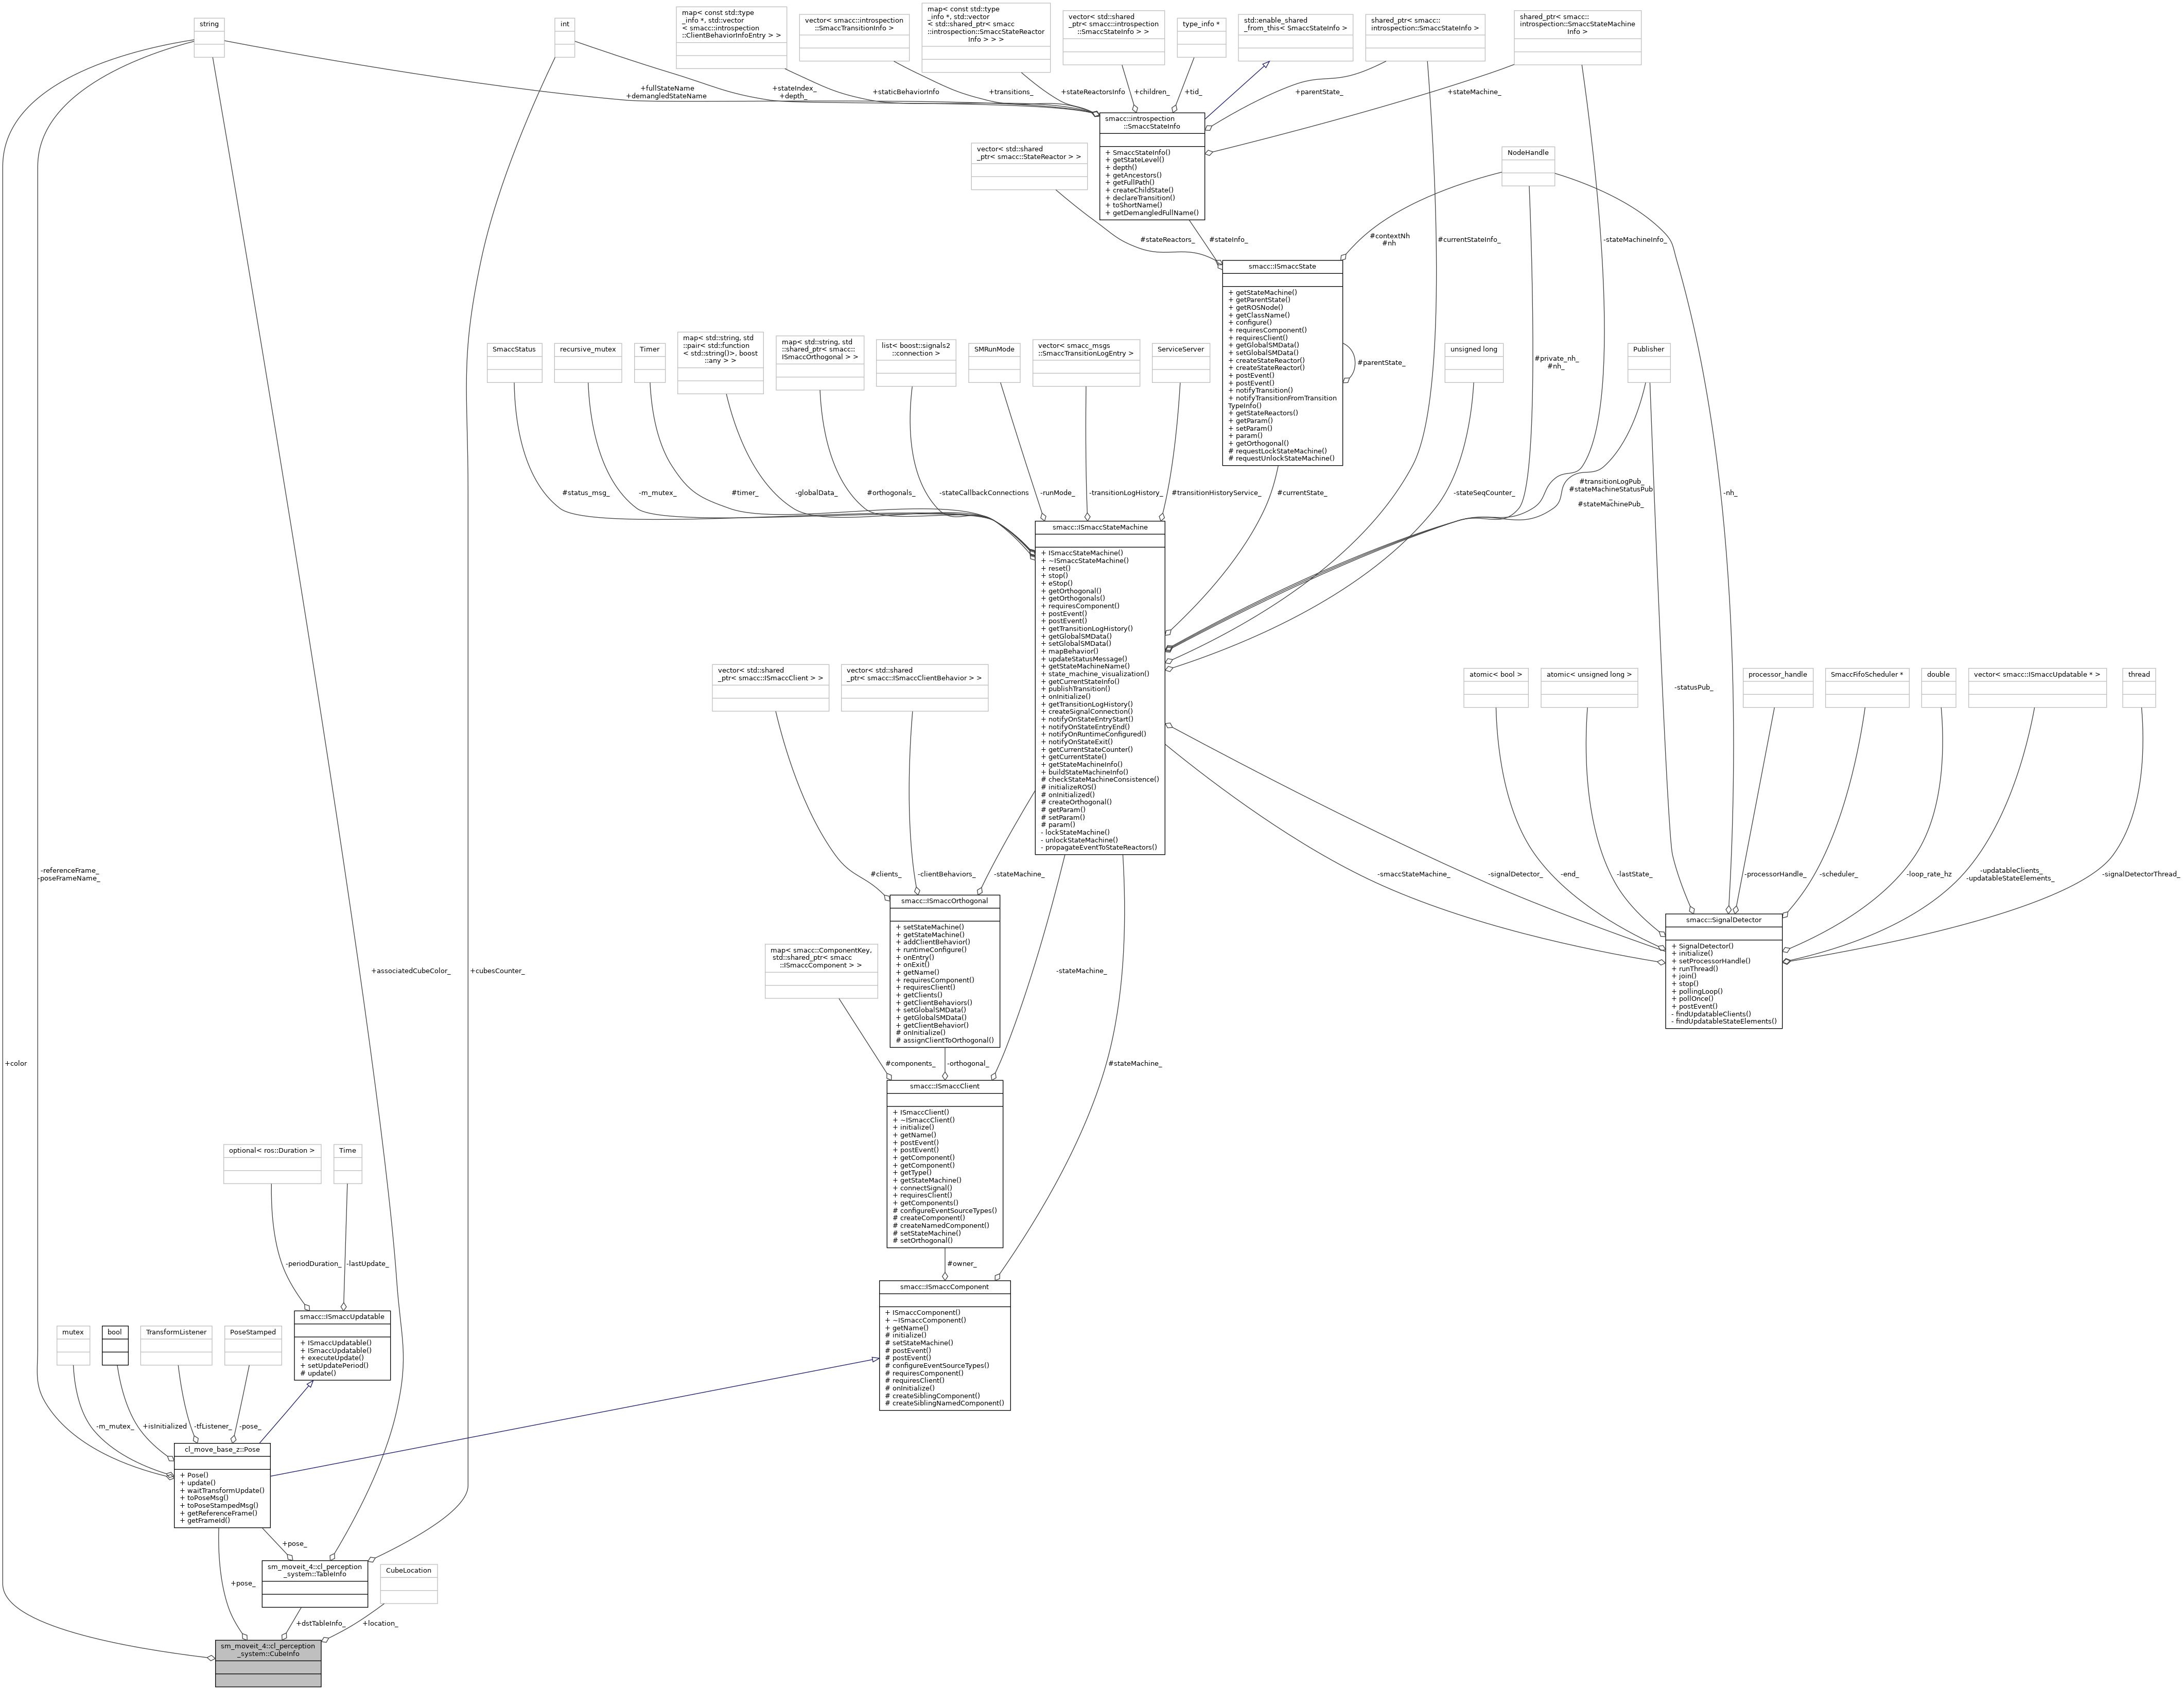 string
int
map< const std::type
_info *, std::vector
< smacc::introspection
::ClientBehaviorInfoEntry > >
vector< smacc::introspection
::SmaccTransitionInfo >
map< const std::type
_info *, std::vector
< std::shared_ptr< smacc
::introspection::SmaccStateReactor
Info > > >
vector< std::shared
_ptr< smacc::introspection
::SmaccStateInfo > >
type_info *
std::enable_shared
_from_this< SmaccStateInfo >
shared_ptr< smacc::
introspection::SmaccStateInfo >
shared_ptr< smacc::
introspection::SmaccStateMachine
Info >
+fullStateName
+demangledStateName
+stateIndex_
+depth_
+staticBehaviorInfo
+transitions_
+stateReactorsInfo
+children_
+tid_
+parentState_
+stateMachine_
smacc::introspection
::SmaccStateInfo
+ SmaccStateInfo()
+ getStateLevel()
+ depth()
+ getAncestors()
+ getFullPath()
+ createChildState()
+ declareTransition()
+ toShortName()
+ getDemangledFullName()
vector< std::shared
_ptr< smacc::StateReactor > >
NodeHandle
#stateReactors_
#stateInfo_
#contextNh
#nh
#currentStateInfo_
-stateMachineInfo_
smacc::ISmaccState
+ getStateMachine()
+ getParentState()
+ getROSNode()
+ getClassName()
+ configure()
+ requiresComponent()
+ requiresClient()
+ getGlobalSMData()
+ setGlobalSMData()
+ createStateReactor()
+ createStateReactor()
+ postEvent()
+ postEvent()
+ notifyTransition()
+ notifyTransitionFromTransition
TypeInfo()
+ getStateReactors()
+ getParam()
+ setParam()
+ param()
+ getOrthogonal()
# requestLockStateMachine()
# requestUnlockStateMachine()
#parentState_
SmaccStatus
recursive_mutex
Timer
map< std::string, std
::pair< std::function
< std::string()>, boost
::any > >
map< std::string, std
::shared_ptr< smacc::
ISmaccOrthogonal > >
list< boost::signals2
::connection >
SMRunMode
vector< smacc_msgs
::SmaccTransitionLogEntry >
ServiceServer
unsigned long
#private_nh_
#nh_
Publisher
#status_msg_
-m_mutex_
#timer_
-globalData_
#orthogonals_
-stateCallbackConnections
-runMode_
-transitionLogHistory_
#transitionHistoryService_
#currentState_
-stateSeqCounter_
#transitionLogPub_
#stateMachineStatusPub
_
#stateMachinePub_
-nh_
smacc::ISmaccStateMachine
+ ISmaccStateMachine()
+ ~ISmaccStateMachine()
+ reset()
+ stop()
+ eStop()
+ getOrthogonal()
+ getOrthogonals()
+ requiresComponent()
+ postEvent()
+ postEvent()
+ getTransitionLogHistory()
+ getGlobalSMData()
+ setGlobalSMData()
+ mapBehavior()
+ updateStatusMessage()
+ getStateMachineName()
+ state_machine_visualization()
+ getCurrentStateInfo()
+ publishTransition()
+ onInitialize()
+ getTransitionLogHistory()
+ createSignalConnection()
+ notifyOnStateEntryStart()
+ notifyOnStateEntryEnd()
+ notifyOnRuntimeConfigured()
+ notifyOnStateExit()
+ getCurrentStateCounter()
+ getCurrentState()
+ getStateMachineInfo()
+ buildStateMachineInfo()
# checkStateMachineConsistence()
# initializeROS()
# onInitialized()
# createOrthogonal()
# getParam()
# setParam()
# param()
- lockStateMachine()
- unlockStateMachine()
- propagateEventToStateReactors()
vector< std::shared
_ptr< smacc::ISmaccClient > >
vector< std::shared
_ptr< smacc::ISmaccClientBehavior > >
-statusPub_
atomic< bool >
atomic< unsigned long >
processor_handle
SmaccFifoScheduler *
double
vector< smacc::ISmaccUpdatable * >
thread
-referenceFrame_
-poseFrameName_
#clients_
-clientBehaviors_
-stateMachine_
-smaccStateMachine_
-signalDetector_
-end_
-lastState_
-processorHandle_
-scheduler_
-loop_rate_hz
-updatableClients_
-updatableStateElements_
-signalDetectorThread_
smacc::ISmaccOrthogonal
+ setStateMachine()
+ getStateMachine()
+ addClientBehavior()
+ runtimeConfigure()
+ onEntry()
+ onExit()
+ getName()
+ requiresComponent()
+ requiresClient()
+ getClients()
+ getClientBehaviors()
+ setGlobalSMData()
+ getGlobalSMData()
+ getClientBehavior()
# onInitialize()
# assignClientToOrthogonal()
smacc::SignalDetector
+ SignalDetector()
+ initialize()
+ setProcessorHandle()
+ runThread()
+ join()
+ stop()
+ pollingLoop()
+ pollOnce()
+ postEvent()
- findUpdatableClients()
- findUpdatableStateElements()
map< smacc::ComponentKey,
std::shared_ptr< smacc
::ISmaccComponent > >
+associatedCubeColor_
+cubesCounter_
-stateMachine_
+color
#components_
-orthogonal_
#stateMachine_
smacc::ISmaccClient
+ ISmaccClient()
+ ~ISmaccClient()
+ initialize()
+ getName()
+ postEvent()
+ postEvent()
+ getComponent()
+ getComponent()
+ getType()
+ getStateMachine()
+ connectSignal()
+ requiresClient()
+ getComponents()
# configureEventSourceTypes()
# createComponent()
# createNamedComponent()
# setStateMachine()
# setOrthogonal()
optional< ros::Duration >
Time
-periodDuration_
-lastUpdate_
#owner_
smacc::ISmaccComponent
+ ISmaccComponent()
+ ~ISmaccComponent()
+ getName()
# initialize()
# setStateMachine()
# postEvent()
# postEvent()
# configureEventSourceTypes()
# requiresComponent()
# requiresClient()
# onInitialize()
# createSiblingComponent()
# createSiblingNamedComponent()
smacc::ISmaccUpdatable
+ ISmaccUpdatable()
+ ISmaccUpdatable()
+ executeUpdate()
+ setUpdatePeriod()
# update()
mutex
bool
TransformListener
PoseStamped
-m_mutex_
+isInitialized
-tfListener_
-pose_
cl_move_base_z::Pose
+ Pose()
+ update()
+ waitTransformUpdate()
+ toPoseMsg()
+ toPoseStampedMsg()
+ getReferenceFrame()
+ getFrameId()
+pose_
sm_moveit_4::cl_perception
_system::TableInfo
CubeLocation
+pose_
+dstTableInfo_
+location_
sm_moveit_4::cl_perception
_system::CubeInfo